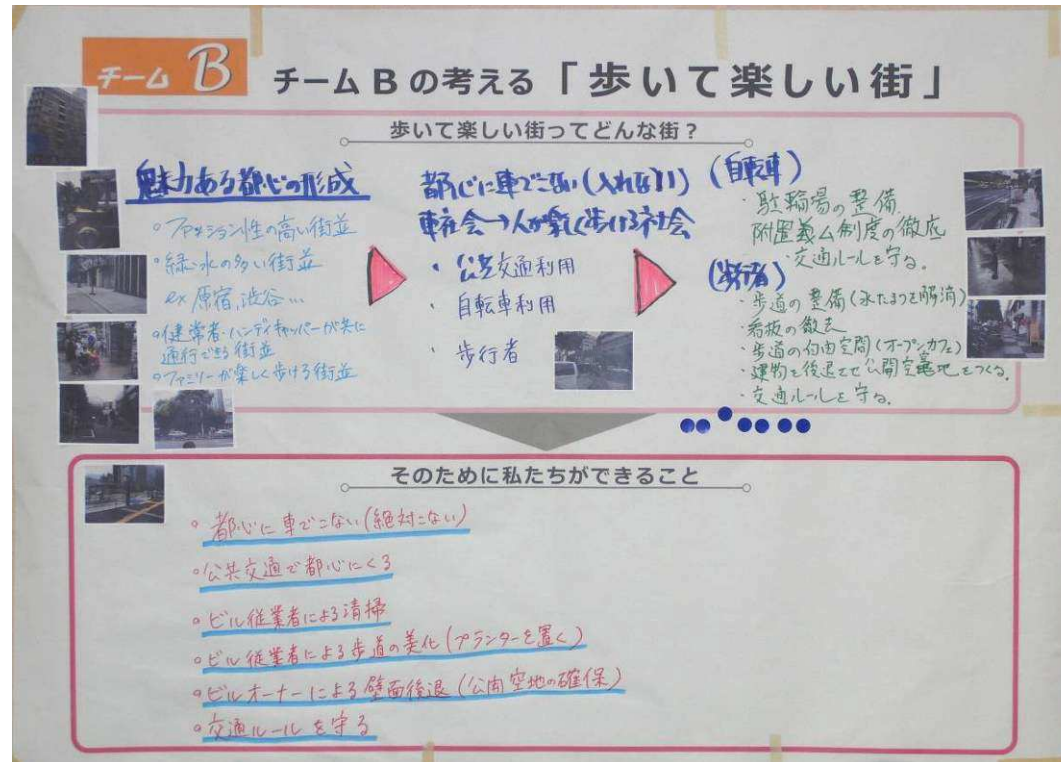 チーム B
チーム B の考える「歩いて楽しい街」
歩いて楽しい街ってどんな街？
魅力ある都心の形成
◦ファッション性の高い街並
◦緑、水の多い街並
ex 原宿、渋谷...
◦健常者・ハンディキャッパーが共に
通行できる街並
◦ファミリーが楽しく歩ける街並
都心に車でこない(入れない)
車社会→人が楽しく歩ける社会
・公共交通利用
・自転車利用
・歩行者
(自転車)
・駐輪場の整備
附置義ム制度の徹底
・交通ルールを守る.
(歩行者)
・歩道の整備(水たまりを解消)
・看板の撤去
・歩道の自由空間(オープンカフェ)
・建物を後退させ公開空地をつくる.
・交通ルールを守る.
そのために私たちができること
◦都心に車でこない(絶対こない)
◦公共交通で都心にくる
◦ビル従業者による清掃
◦ビル従業者による歩道の美化(プランターを置く)
◦ビルオーナーによる壁面後退(公開空地の確保)
◦交通ルールを守る